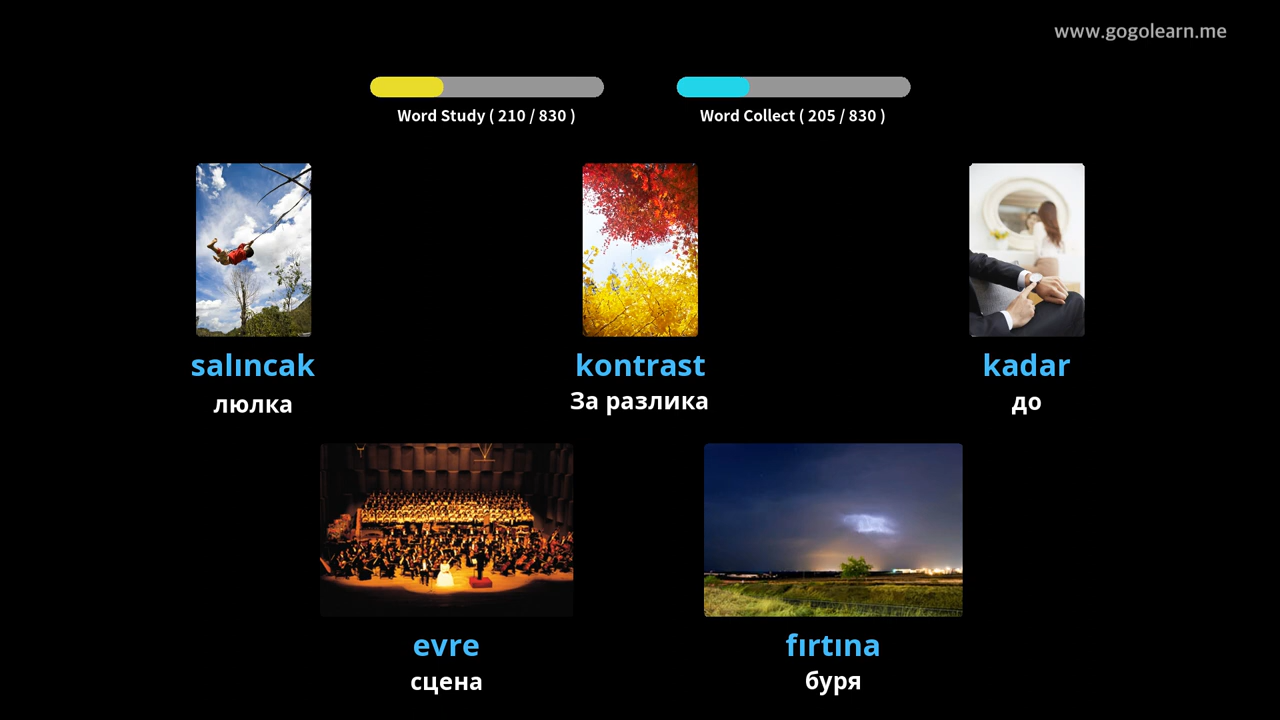 www.gogolearn.me
Word Study ( 210 / 830 )
Word Collect ( 205 / 830 )
salıncak
люлка
kontrast
За разлика
kadar
до
evre
сцена
fırtına
буря